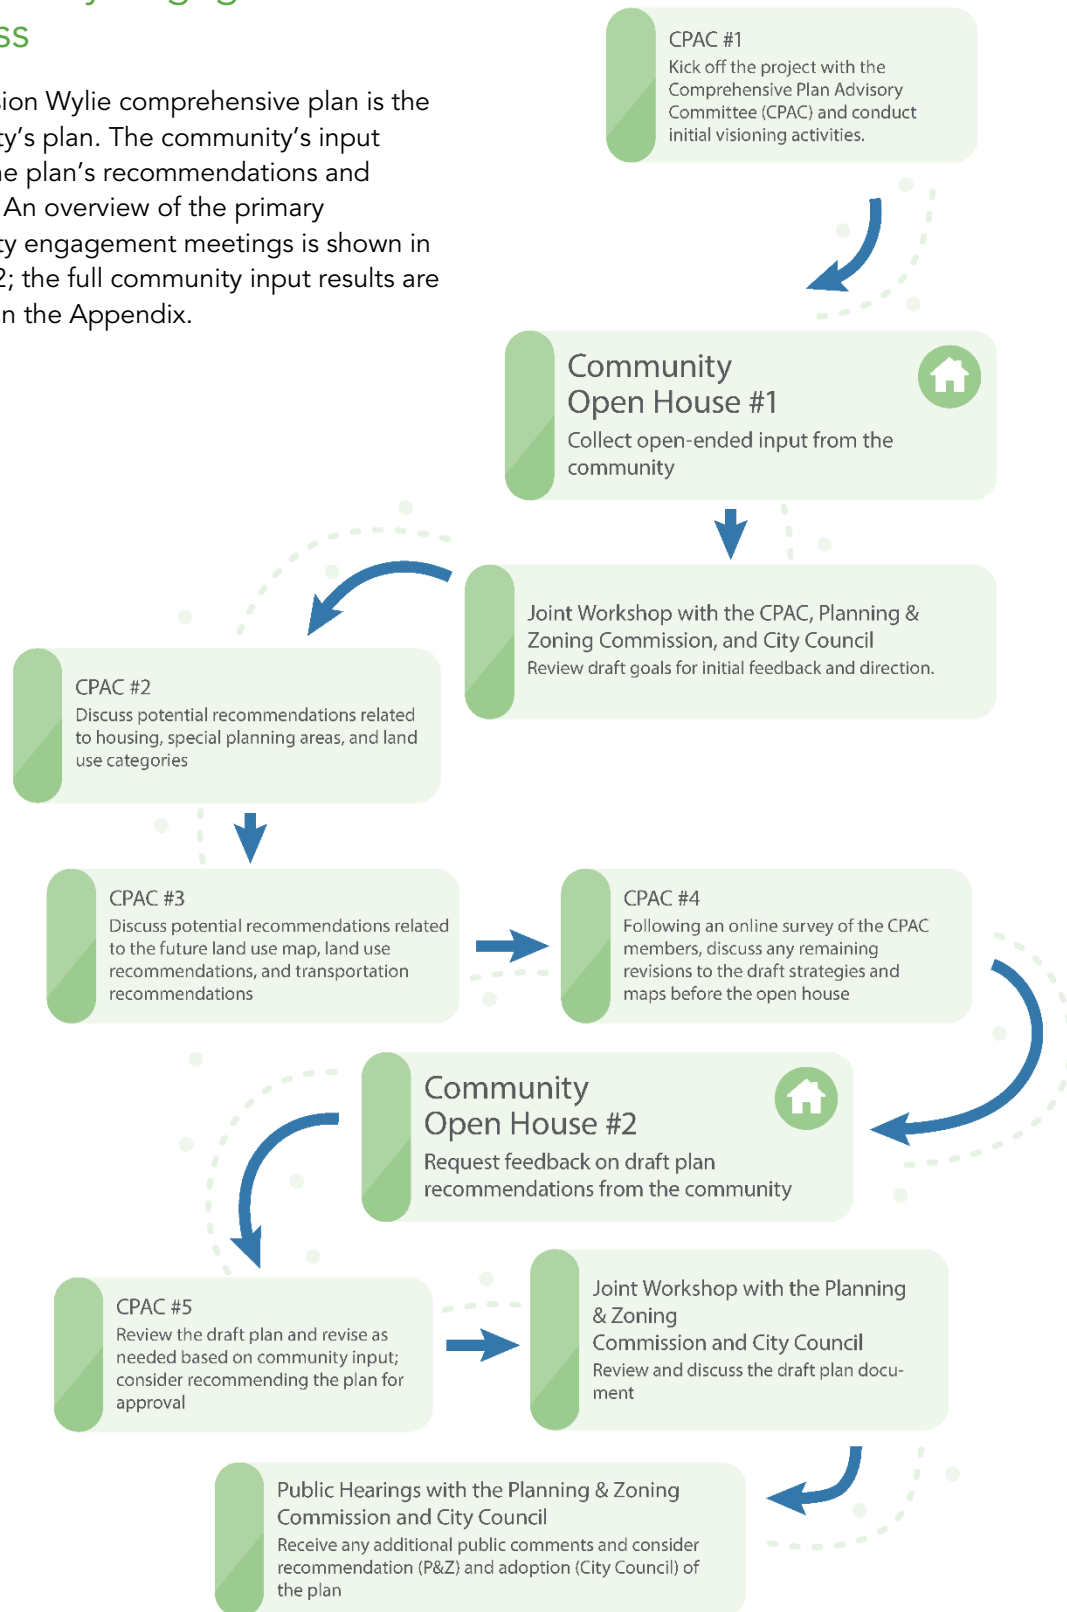 ss
sion Wylie comprehensive plan is the
ty's plan. The community's input
he plan's recommendations and
An overview of the primary
ty engagement meetings is shown in
2; the full community input results are
n the Appendix.
CPAC #1
Kick off the project with the
Comprehensive Plan Advisory
Committee (CPAC) and conduct
initial visioning activities.
Community
Open House #1
Collect open-ended input from the
community
Joint Workshop with the CPAC, Planning &
Zoning Commission, and City Council
Review draft goals for initial feedback and direction.
CPAC #2
Discuss potential recommendations related
to housing, special planning areas, and land
use categories
CPAC #3
Discuss potential recommendations related
to the future land use map, land use
recommendations, and transportation
recommendations
CPAC #4
Following an online survey of the CPAC
members, discuss any remaining
revisions to the draft strategies and
maps before the open house
Community
Open House #2
Request feedback on draft plan
recommendations from the community
CPAC #5
Review the draft plan and revise as
needed based on community input;
consider recommending the plan for
approval
Joint Workshop with the Planning
& Zoning
Commission and City Council
Review and discuss the draft plan docu-
ment
Public Hearings with the Planning & Zoning
Commission and City Council
Receive any additional public comments and consider
recommendation (P&Z) and adoption (City Council) of
the plan